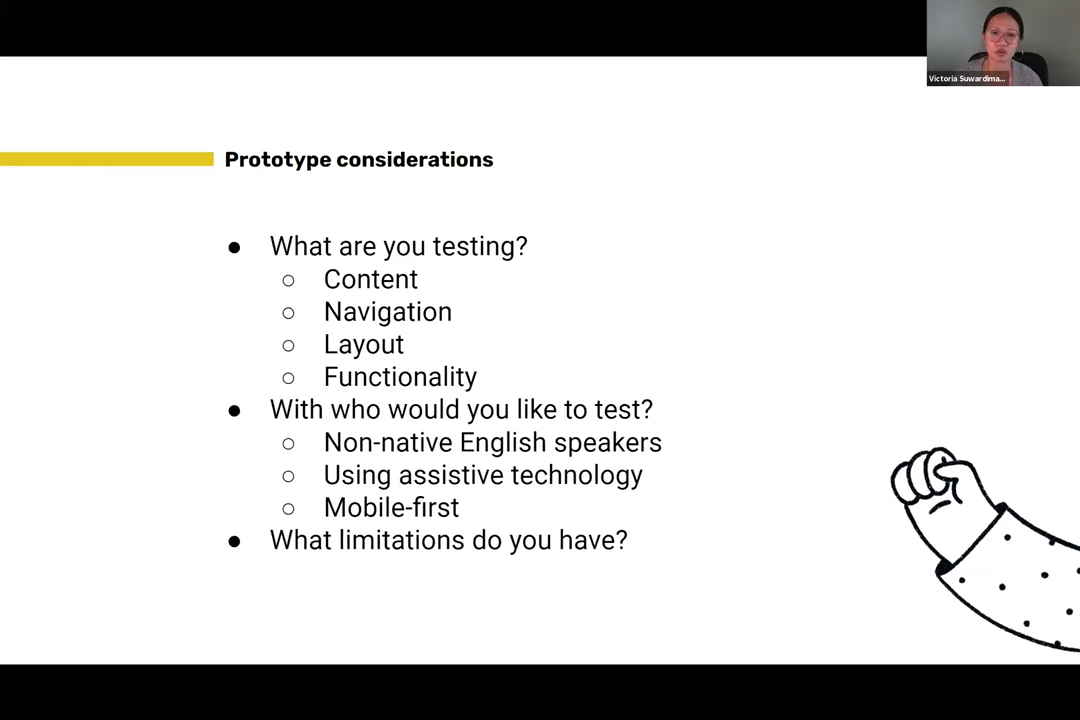 Victoria Suwardima...
Prototype considerations
● What are you testing?
○ Content
○ Navigation
○ Layout
○ Functionality
● With who would you like to test?
○ Non-native English speakers
○ Using assistive technology
○ Mobile-first
● What limitations do you have?